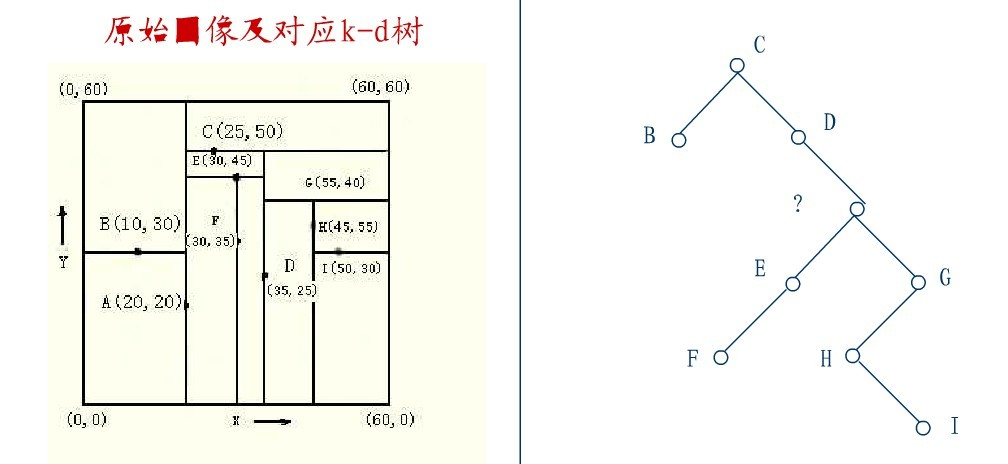 原始圖像及对应k-d树
(0,60)
(60,60)
C(25,50)
E(30,45)
G(55,40)
B(10,30)
F
(30,35)
H(45,55)
Y
D
I(50,30)
(35,25)
A(20,20)
(0,0)
X
(60,0)
C
B
D
?
E
G
F
H
I